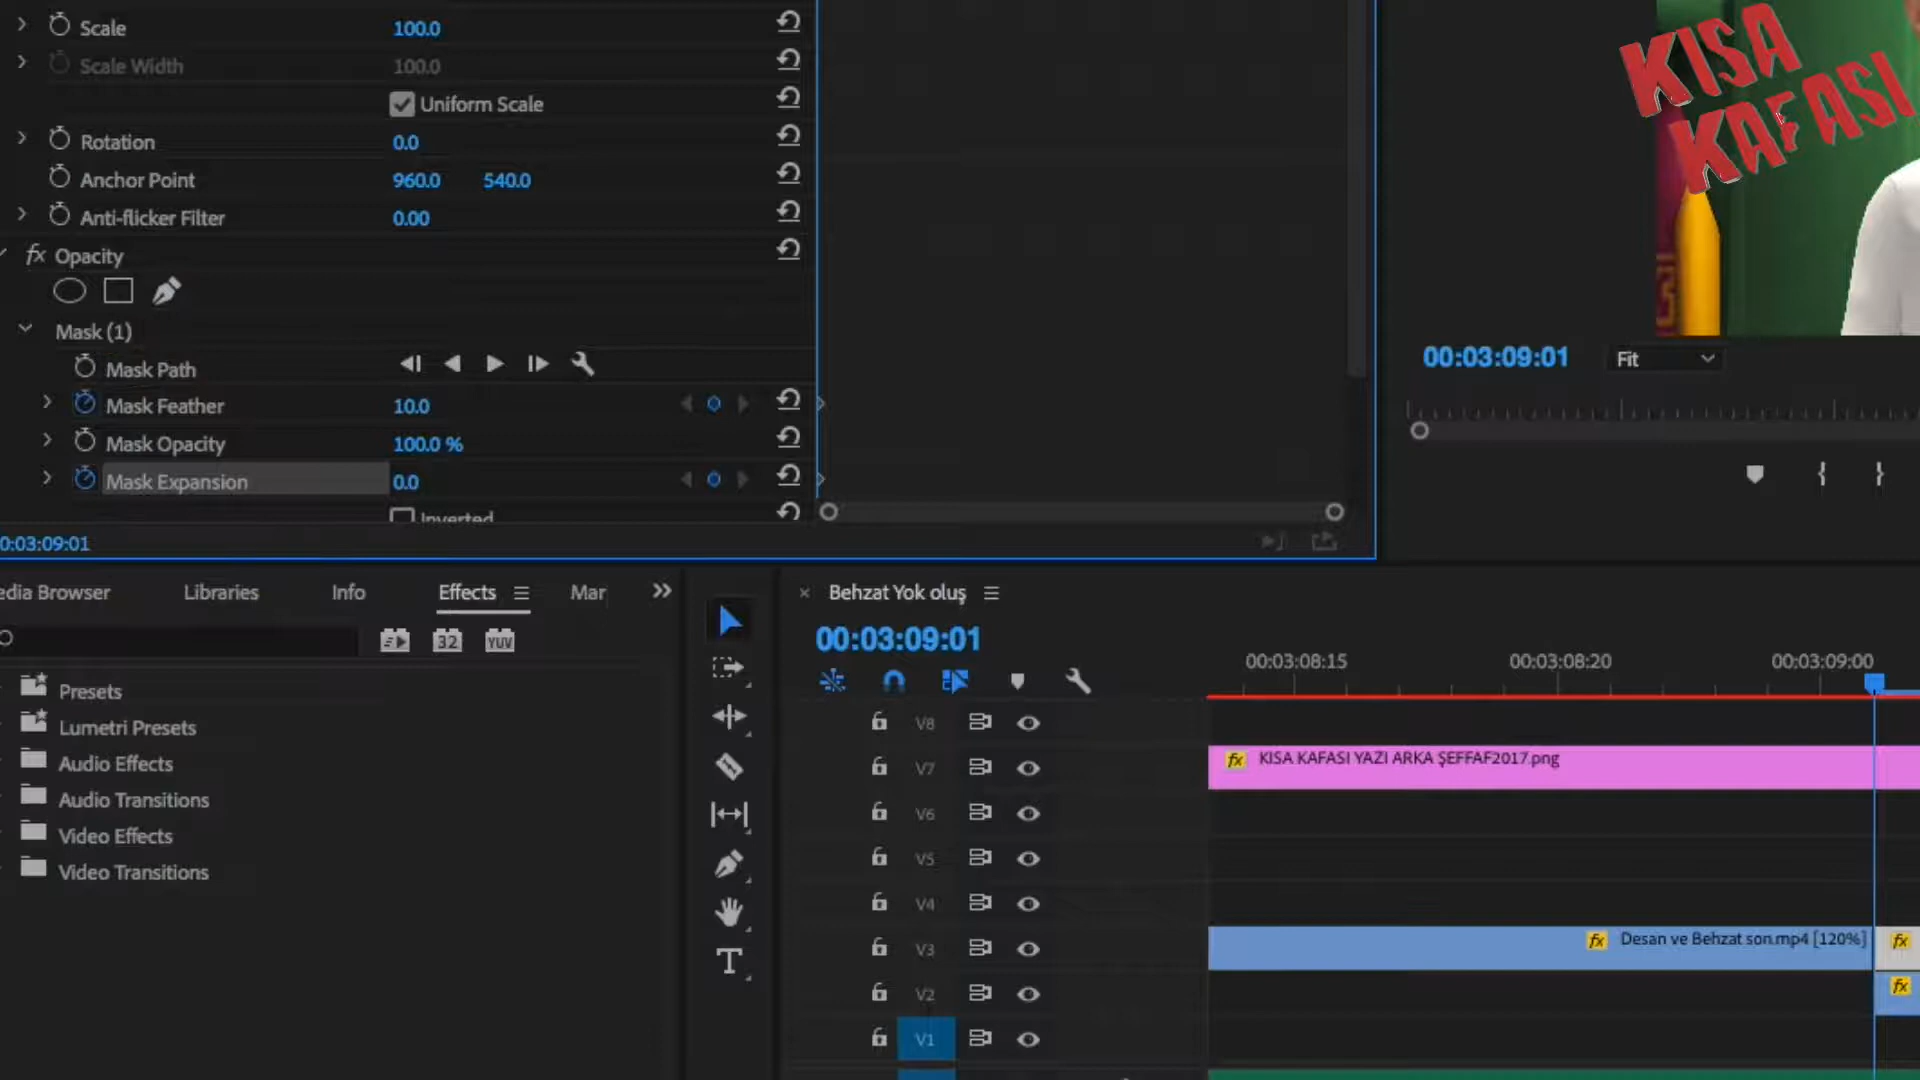 Scale 100.0
Scale Width 100.0
Uniform Scale
Rotation 0.0
Anchor Point 960.0 540.0
Anti-flicker Filter 0.00
fx Opacity
Mask (1)
Mask Path
Mask Feather 10.0
Mask Opacity 100.0 %
Mask Expansion 0.0
Inverted
0:03:09:01
KISA
KAFASI
00:03:09:01 Fit
edia Browser Libraries Info Effects Mar
32 YUV
Presets
Lumetri Presets
Audio Effects
Audio Transitions
Video Effects
Video Transitions
Behzat Yok oluş
00:03:09:01
00:03:08:15 00:03:08:20 00:03:09:00
V8
V7 fx KISA KAFASI YAZI ARKA ŞEFFAF2017.png
V6
V5
V4
V3 fx Desan ve Behzat son.mp4 [120%] fx
V2 fx
V1